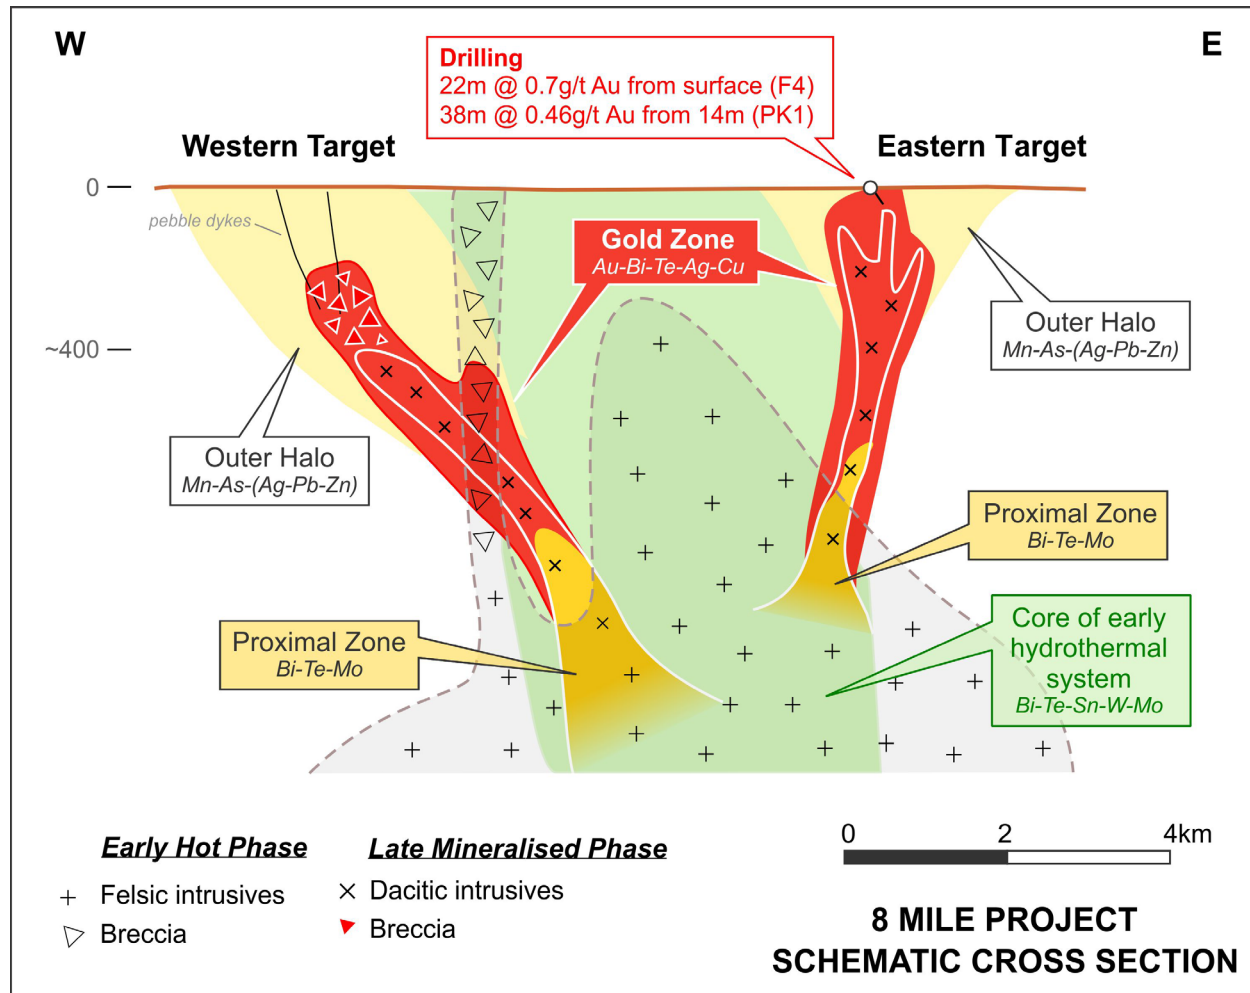 W
E
Drilling
22m @ 0.7g/t Au from surface (F4)
38m @ 0.46g/t Au from 14m (PK1)
Western Target
Eastern Target
0
pebble dykes
Gold Zone
Au-Bi-Te-Ag-Cu
Outer Halo
Mn-As-(Ag-Pb-Zn)
~400
Outer Halo
Mn-As-(Ag-Pb-Zn)
Proximal Zone
Bi-Te-Mo
Core of early
hydrothermal
system
Bi-Te-Sn-W-Mo
Proximal Zone
Bi-Te-Mo
Early Hot Phase
Felsic intrusives
Breccia
Late Mineralised Phase
Dacitic intrusives
Breccia
0 2 4km
8 MILE PROJECT
SCHEMATIC CROSS SECTION